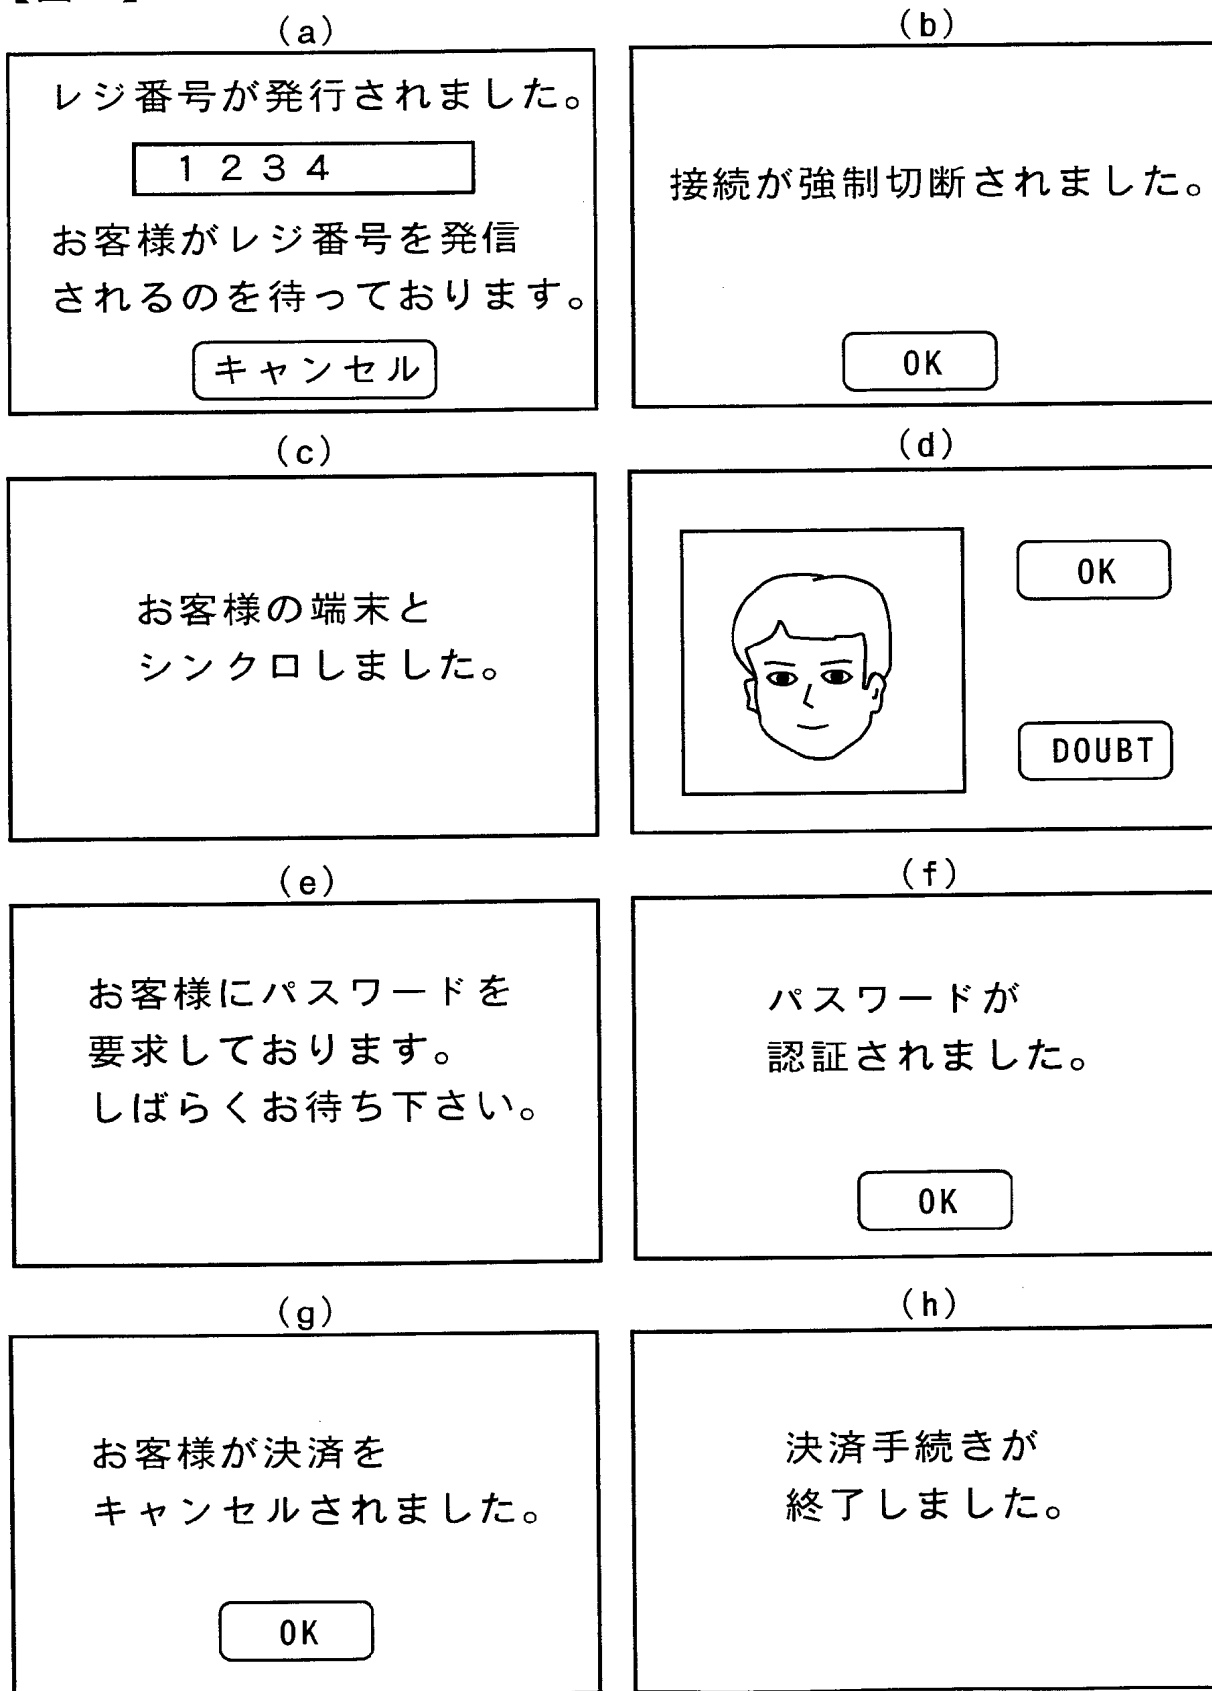 (a)
レジ番号が発行されました。
1234
お客様がレジ番号を発信
されるのを待っております。
キャンセル
(b)
接続が強制切断されました。
OK
(c)
お客様の端末と
シンクロしました。
(d)
OK
DOUBT
(e)
お客様にパスワードを
要求しております。
しばらくお待ち下さい。
(f)
パスワードが
認証されました。
OK
(g)
お客様が決済を
キャンセルされました。
OK
(h)
決済手続きが
終了しました。